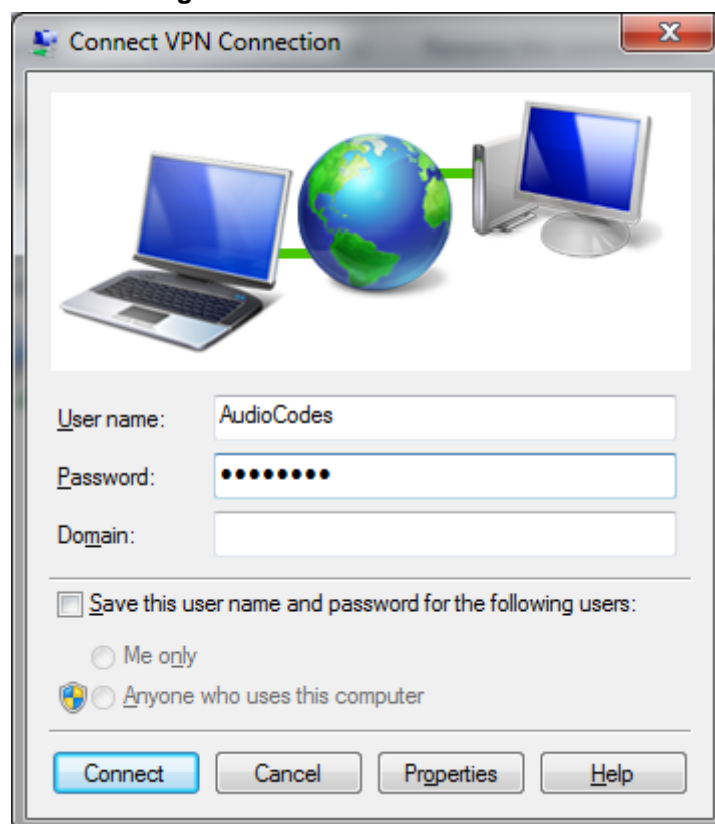 Connect VPN Connection
User name:
AudioCodes
Password:
••••••••
Domain:
Save this user name and password for the following users:
Me only
Anyone who uses this computer
Connect
Cancel
Properties
Help